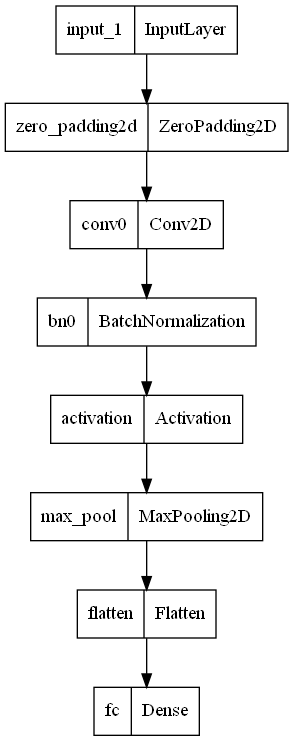 input_1 InputLayer
zero_padding2d ZeroPadding2D
conv0 Conv2D
bn0 BatchNormalization
activation Activation
max_pool MaxPooling2D
flatten Flatten
fc Dense